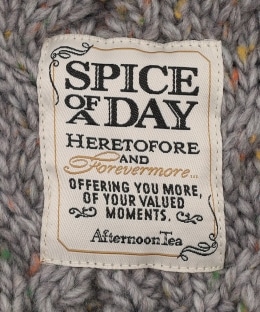 SPICE
OF A DAY
HERETOFORE
AND
Forevermore...
OFFERING YOU MORE,
OF YOUR VALUED
MOMENTS.
AfternoonTea